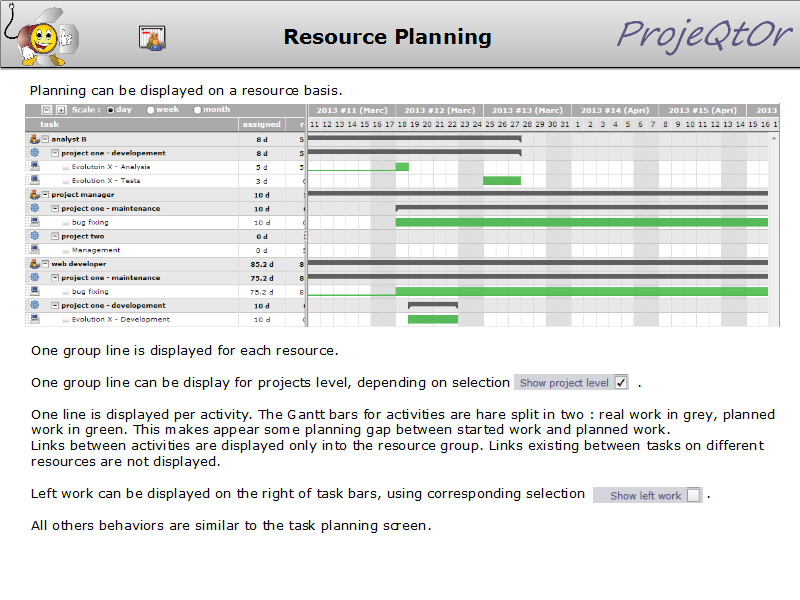 Resource Planning
ProjeQtOr
Planning can be displayed on a resource basis.
Scale : day week month
2013 #11 (Marc) 2013 #12 (Marc) 2013 #13 (Marc) 2013 #14 (Apri) 2013 #15 (Apri) 2013
task assigned r
11 12 13 14 15 16 17 18 19 20 21 22 23 24 25 26 27 28 29 30 31 1 2 3 4 5 6 7 8 9 10 11 12 13 14 15 16 1
analyst B 8 d 5
project one - developement 8 d 5
Evolutoin X - Analysis 5 d 5
Evolution X - Tests 3 d
project manager 10 d
project one - maintenance 10 d
bug fixing 10 d
project two 0 d
Management 0 d
web developer 85.2 d 8
project one - maintenance 75.2 d 8
bug fixing 75.2 d 8
project one - developement 10 d
Evolution X - Development 10 d
One group line is displayed for each resource.
One group line can be display for projects level, depending on selection Show project level .
One line is displayed per activity. The Gantt bars for activities are hare split in two : real work in grey, planned
work in green. This makes appear some planning gap between started work and planned work.
Links between activities are displayed only into the resource group. Links existing between tasks on different
resources are not displayed.
Left work can be displayed on the right of task bars, using corresponding selection Show left work .
All others behaviors are similar to the task planning screen.